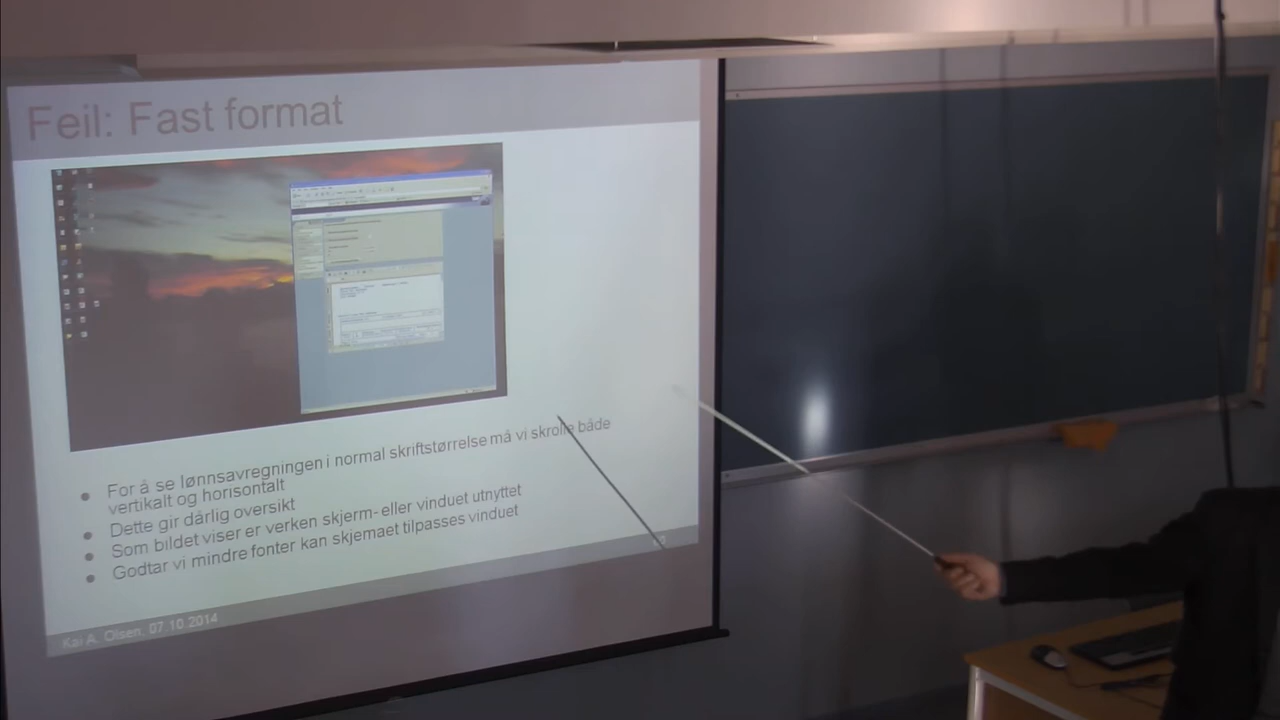 Feil: Fast format
For å se lønnsavregningen i normal skriftstørrelse må vi skrolle både
vertikalt og horisontalt
Dette gir dårlig oversikt
Som bildet viser er verken skjerm- eller vinduet utnyttet
Godtar vi mindre fonter kan skjemaet tilpasses vinduet
Kai A. Olsen, 07.10.2014